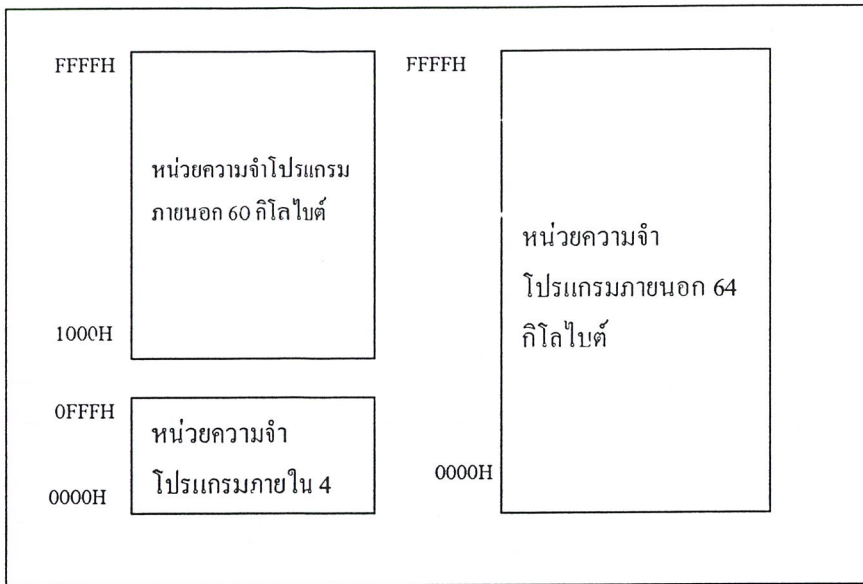 FFFFH
หน่วยความจำโปรแกรม
ภายนอก 60 กิโลไบต์
1000H
0FFFH
หน่วยความจำ
โปรแกรมภายใน 4
0000H
FFFFH
หน่วยความจำ
โปรแกรมภายนอก 64
กิโลไบต์
0000H